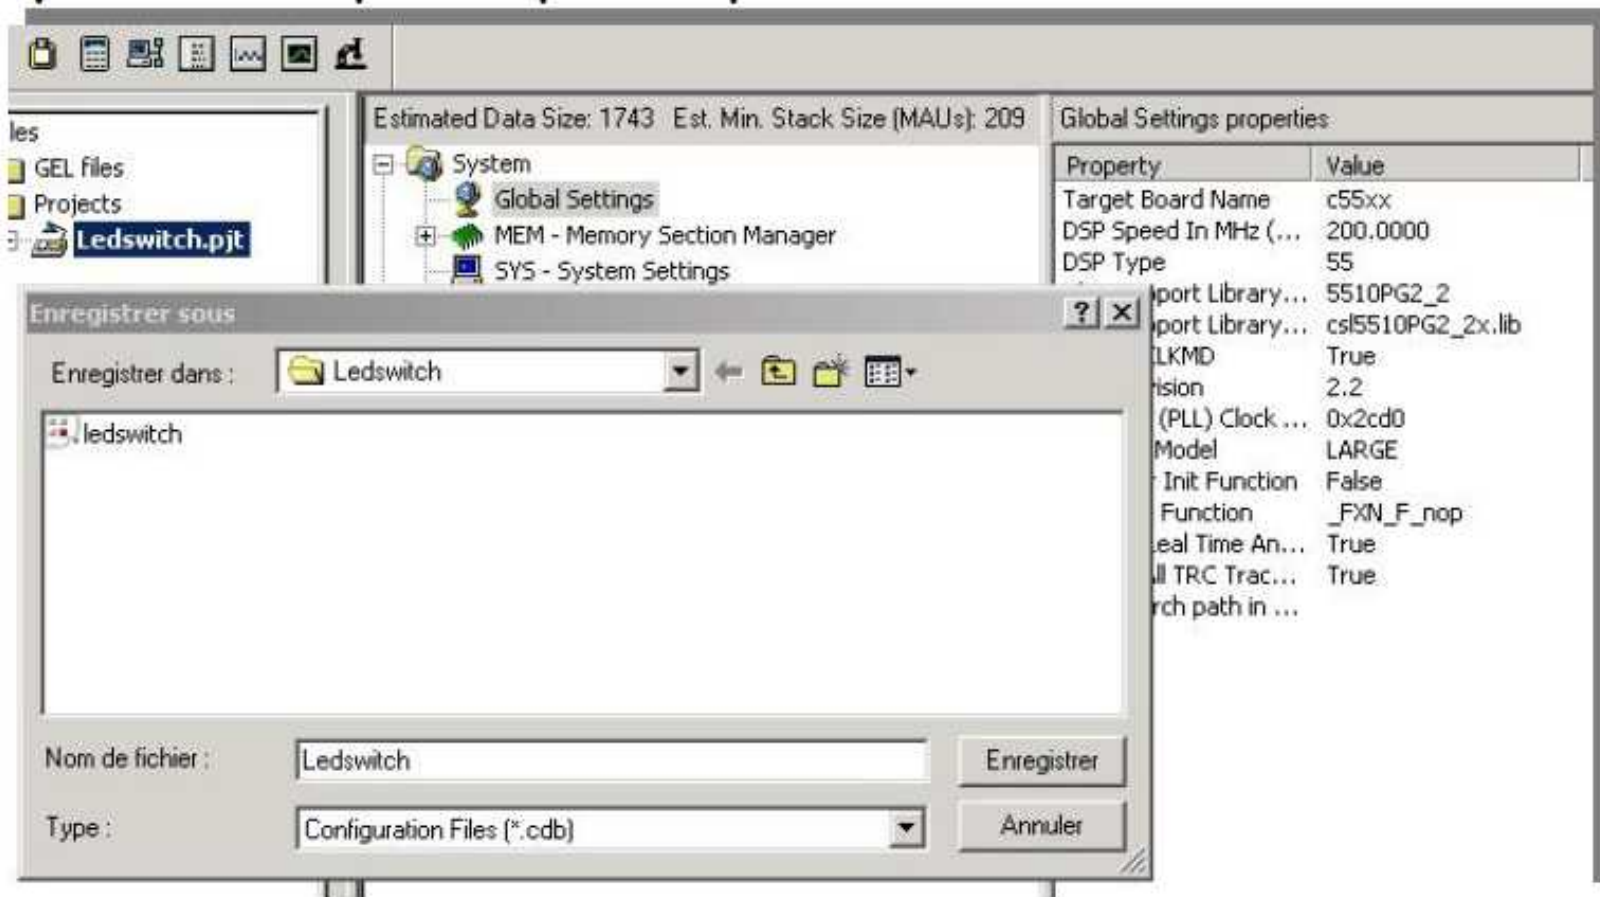 Estimated Data Size: 1743 Est. Min. Stack Size (MAUs): 209
Global Settings properties
les
GEL files
Projects
Ledswitch.pjt
System
Global Settings
MEM - Memory Section Manager
SYS - System Settings
Property Value
Target Board Name c55xx
DSP Speed In MHz (... 200.0000
DSP Type 55
port Library... 5510PG2_2
port Library... csl5510PG2_2x.lib
LKMD True
ision 2.2
(PLL) Clock ... 0x2cd0
Model LARGE
Init Function False
Function _FXN_F_nop
eal Time An... True
ll TRC Trac... True
rch path in ...
Enregistrer sous
Enregistrer dans : Ledswitch
ledswitch
Nom de fichier : Ledswitch
Enregistrer
Type : Configuration Files (*.cdb)
Annuler